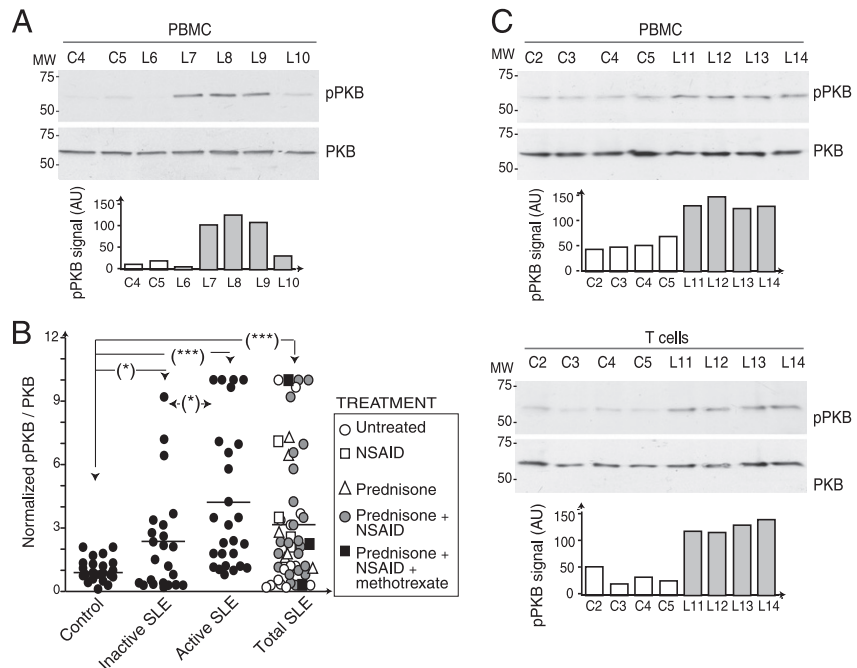 A
PBMC
MW C4 C5 L6 L7 L8 L9 L10
75
50
pPKB
75
50
PKB
pPKB signal (AU)
150
100
50
0
C4 C5 L6 L7 L8 L9 L10
B
Normalized pPKB / PKB
12
9
6
3
0
(*)
(***)
(***)
(*)
Control
Inactive SLE
Active SLE
Total SLE
TREATMENT
Untreated
NSAID
Prednisone
Prednisone +
NSAID
Prednisone +
NSAID +
methotrexate
C
PBMC
MW C2 C3 C4 C5 L11 L12 L13 L14
75
50
pPKB
75
50
PKB
pPKB signal (AU)
150
100
50
0
C2 C3 C4 C5 L11 L12 L13 L14
T cells
MW C2 C3 C4 C5 L11 L12 L13 L14
75
50
pPKB
75
50
PKB
pPKB signal (AU)
150
100
50
0
C2 C3 C4 C5 L11 L12 L13 L14